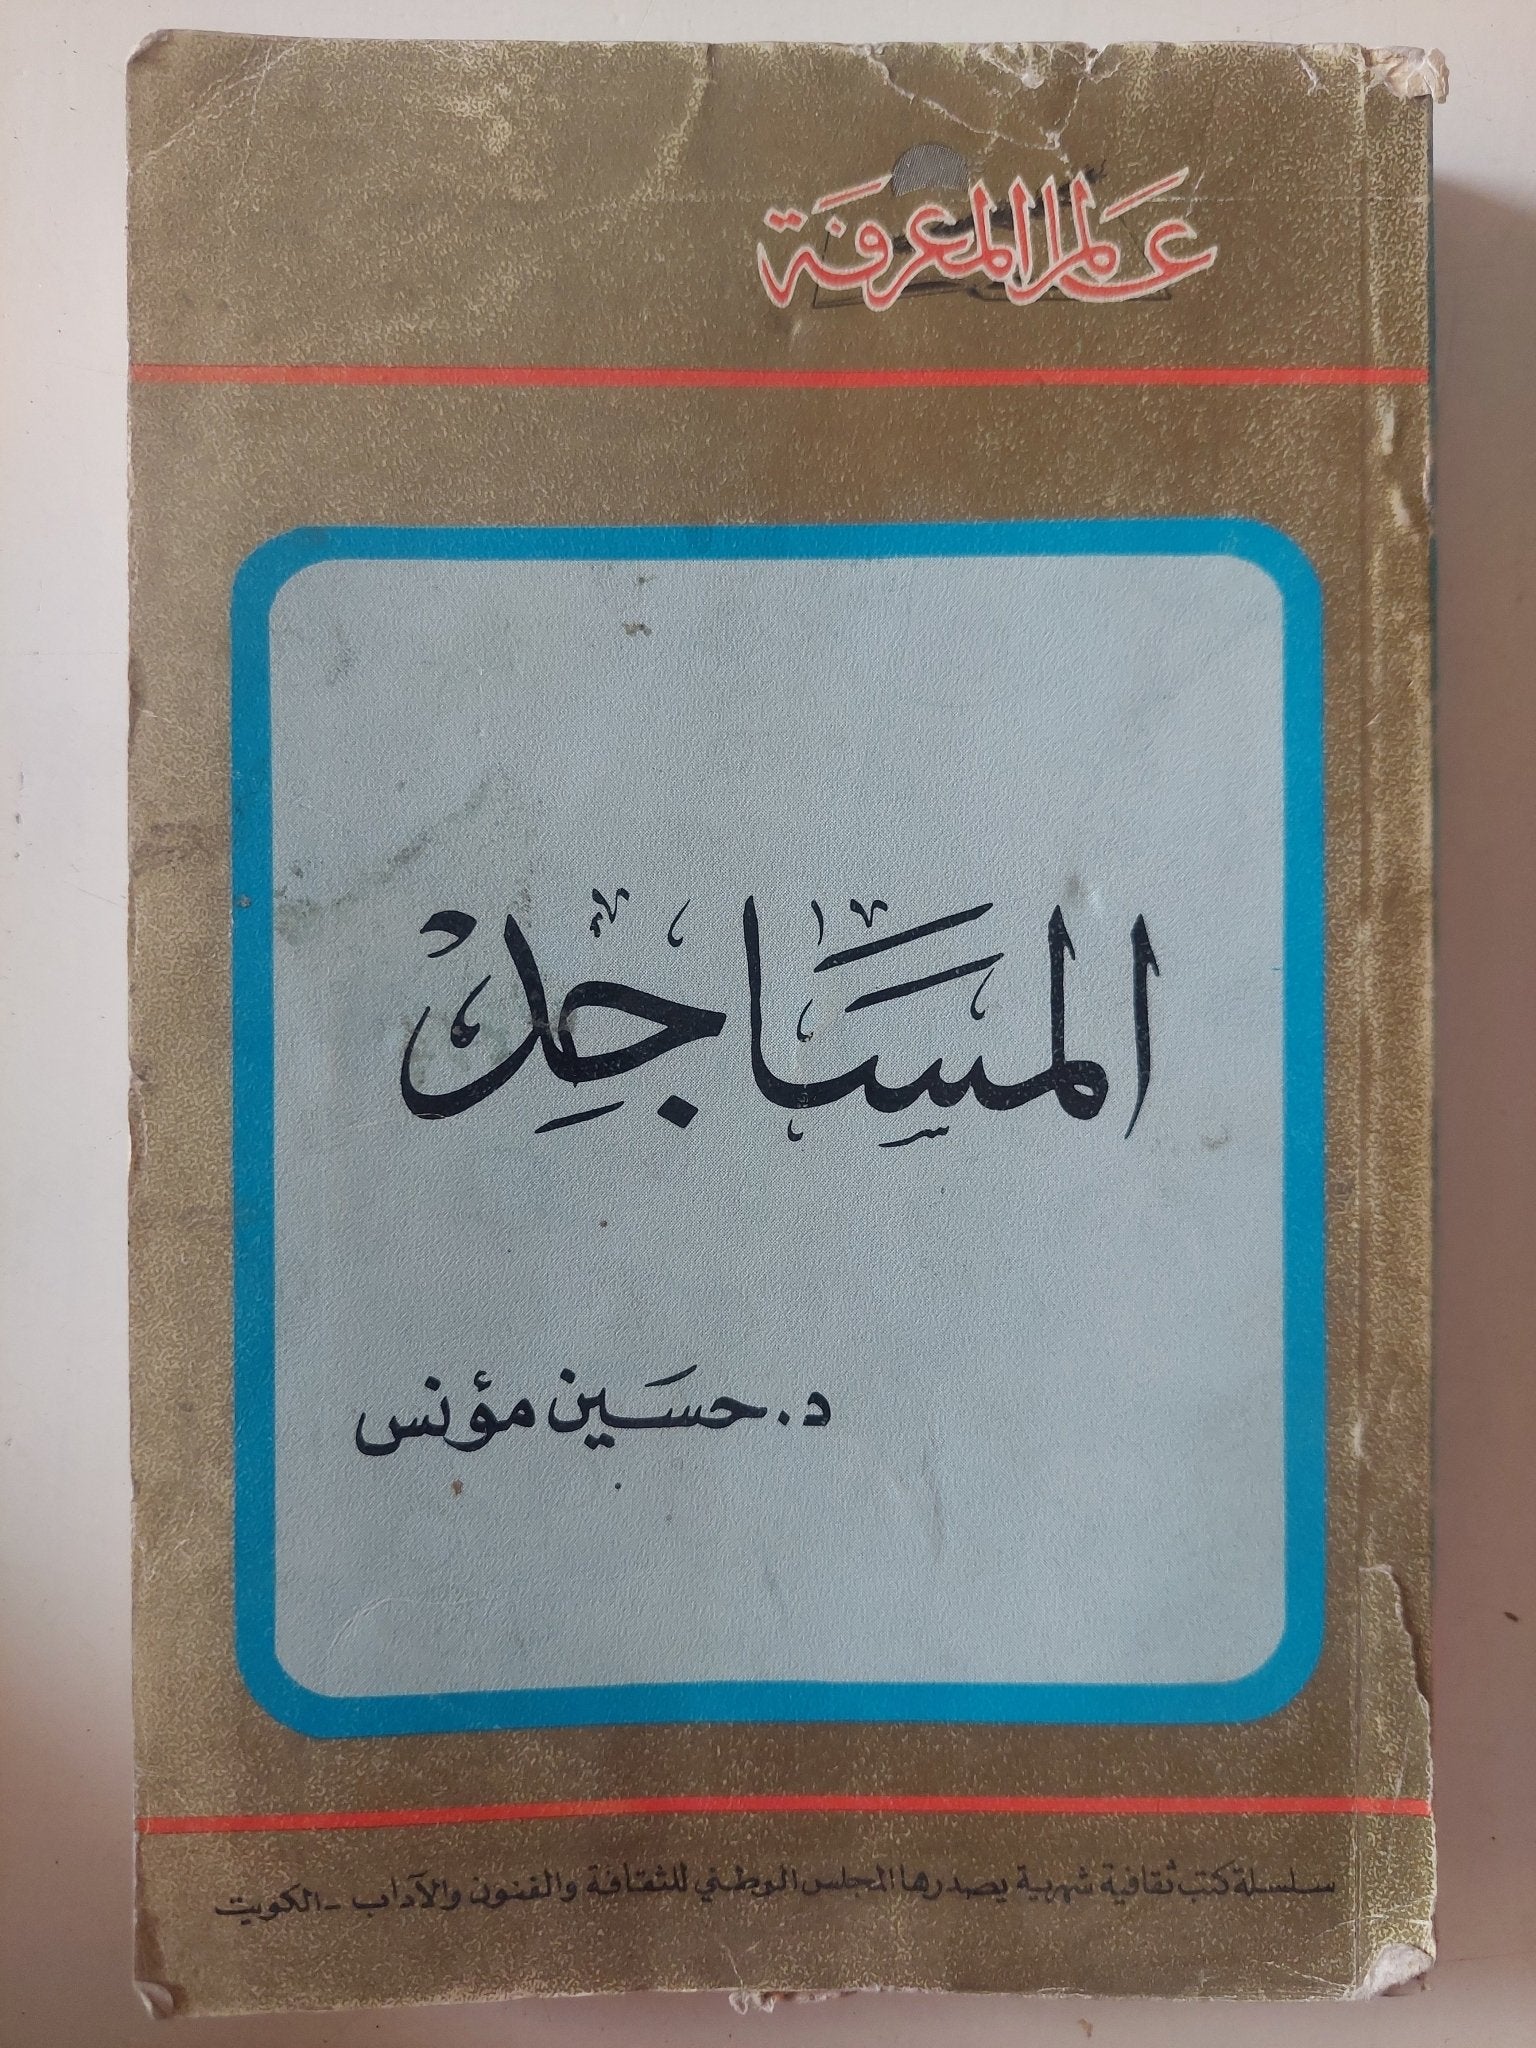 عالم المعرفة
المساجد
د. حسين مؤنس
سلسلة كتب ثقافية شهرية يصدرها المجلس الوطني للثقافة والفنون والآداب - الكويت